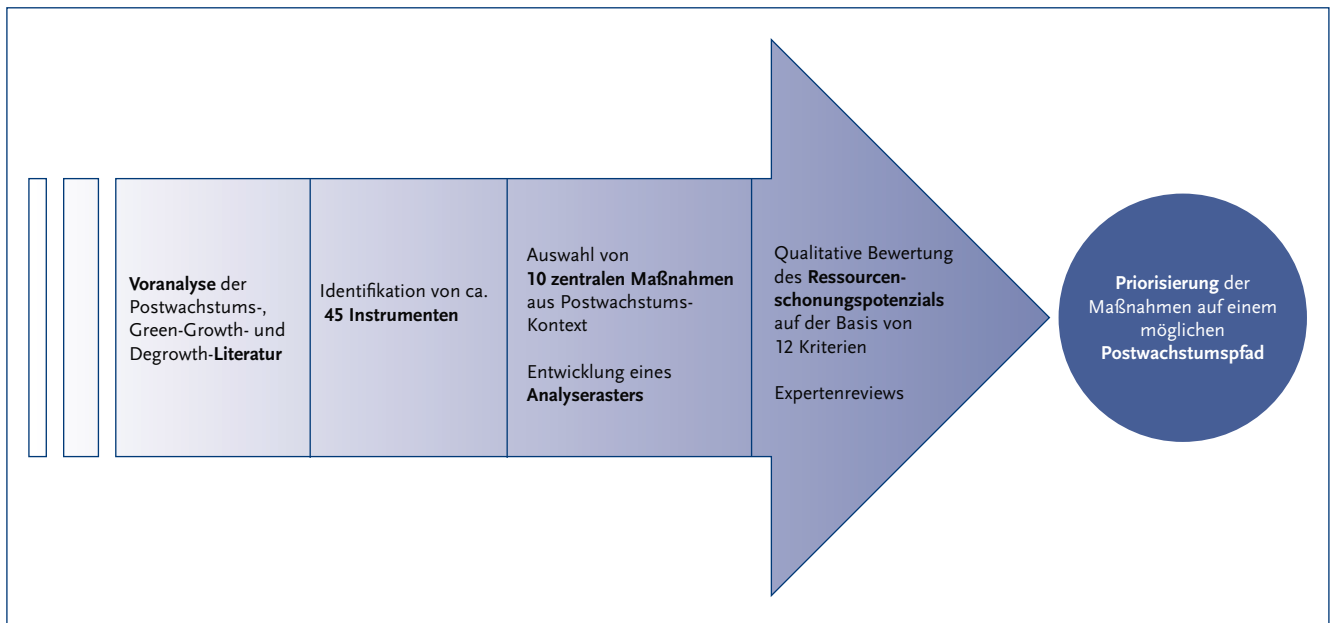 Voranalyse der
Postwachstums-,
Green-Growth- und
Degrowth-Literatur
Identifikation von ca.
45 Instrumenten
Auswahl von
10 zentralen Maßnahmen
aus Postwachstums-
Kontext
Entwicklung eines
Analyserasters
Qualitative Bewertung
des Ressourcen-
schonungspotenzials
auf der Basis von
12 Kriterien
Expertenreviews
Priorisierung der
Maßnahmen auf einem
möglichen
Postwachstumspfad